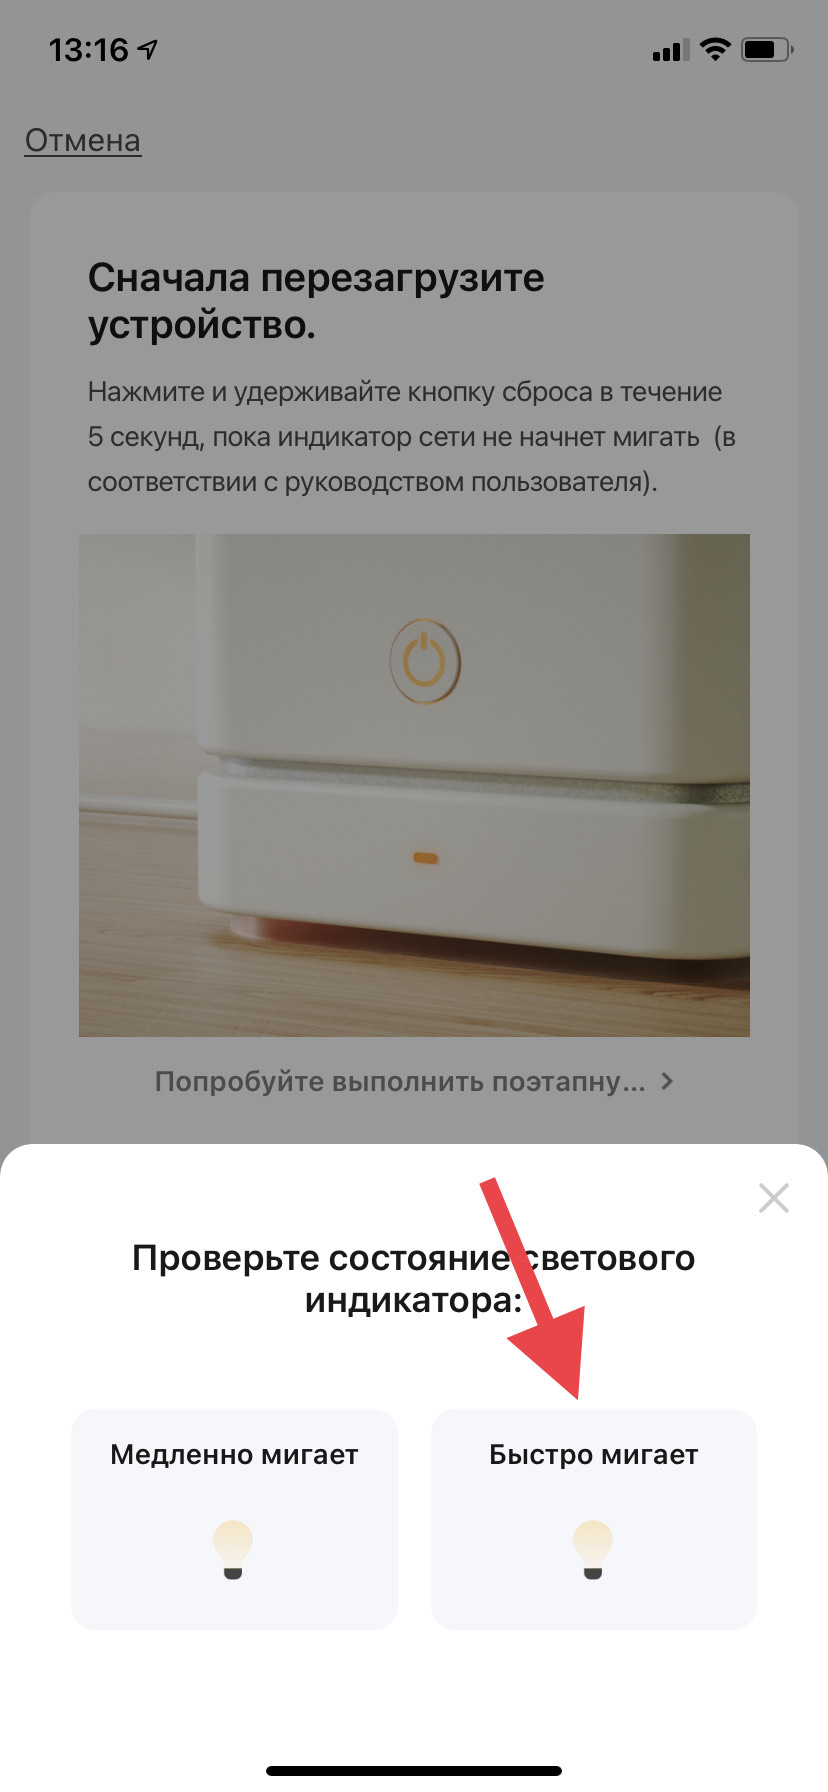 13:16
Отмена
Сначала перезагрузите
устройство.
Нажмите и удерживайте кнопку сброса в течение
5 секунд, пока индикатор сети не начнет мигать (в
соответствии с руководством пользователя).
Попробуйте выполнить поэтапну...
Проверьте состояние светового
индикатора:
Медленно мигает
Быстро мигает